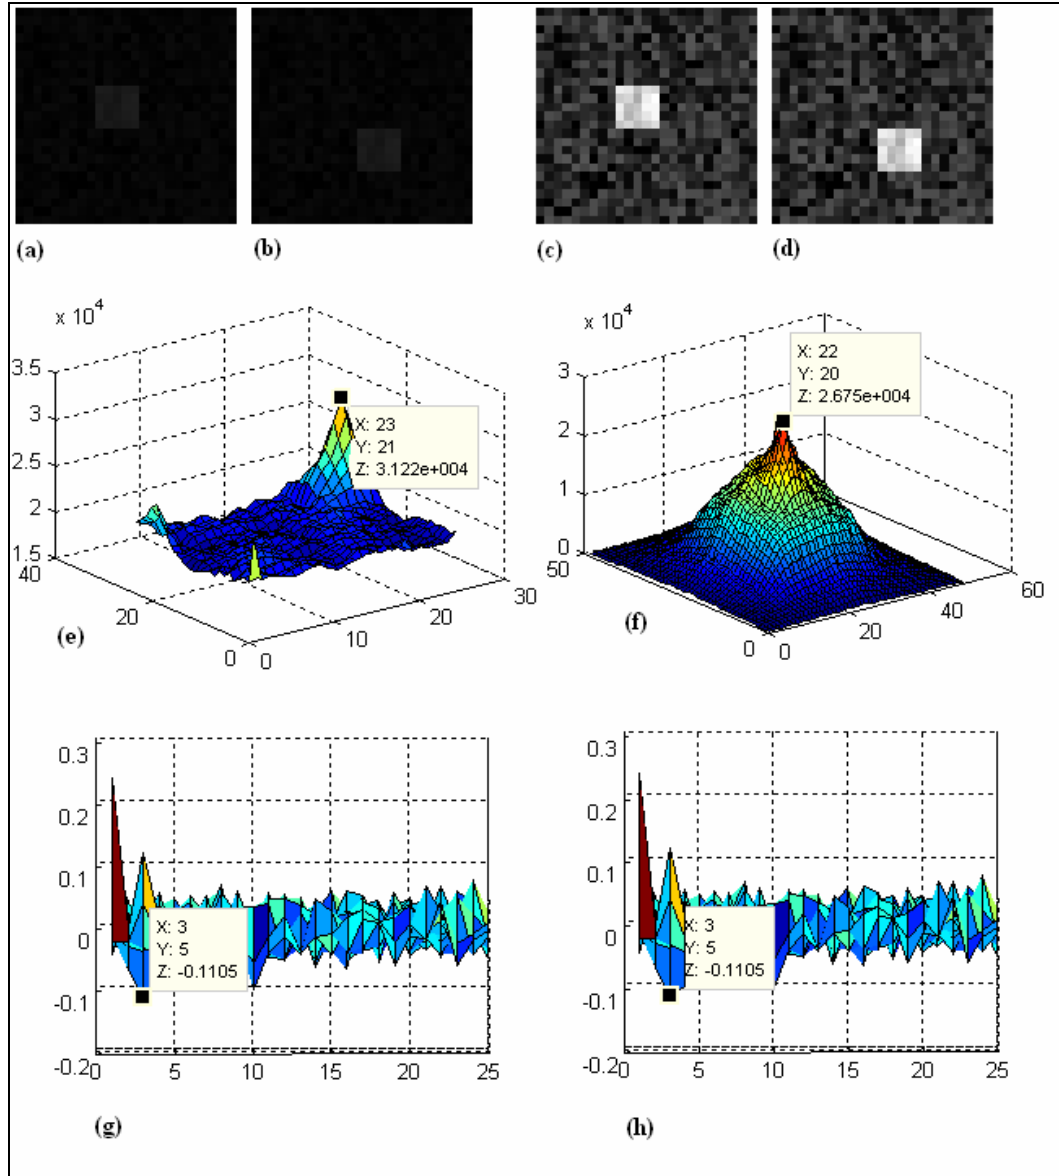 (a)
(b)
(c)
(d)
x 10^4
3.5
3
2.5
2
1.5
40
20
0
0
10
20
30
X: 23
Y: 21
Z: 3.122e+004
(e)
x 10^4
3
2
1
0
50
0
0
20
40
60
X: 22
Y: 20
Z: 2.675e+004
(f)
0.3
0.2
0.1
0
-0.1
-0.2
0
5
10
15
20
25
X: 3
Y: 5
Z: -0.1105
(g)
0.3
0.2
0.1
0
-0.1
-0.2
0
5
10
15
20
25
X: 3
Y: 5
Z: -0.1105
(h)